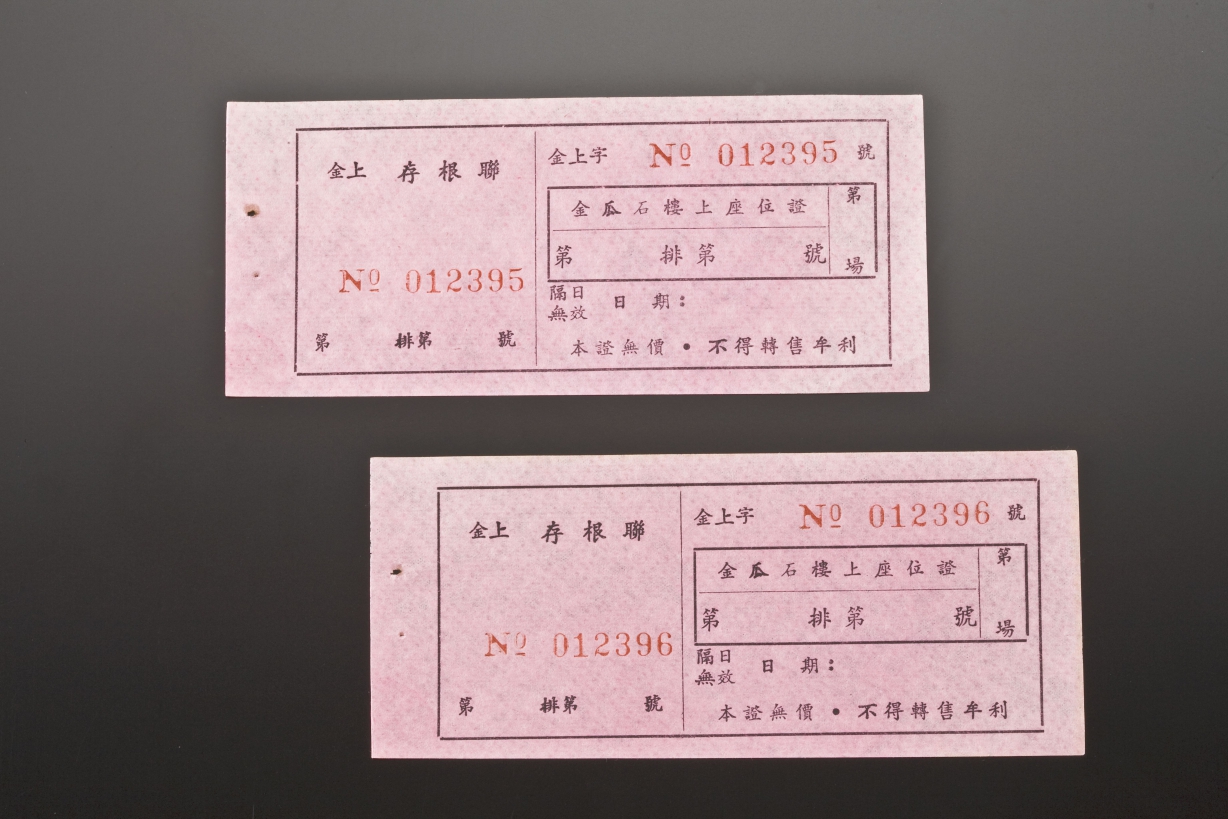 金上 存根聯
Nº 012395
第 排第 號
金上字 Nº 012395 號
金瓜石樓上座位證
第 排第 號
第 場
隔日無效 日期：
本證無價・不得轉售牟利
金上 存根聯
Nº 012396
第 排第 號
金上字 Nº 012396 號
金瓜石樓上座位證
第 排第 號
第 場
隔日無效 日期：
本證無價・不得轉售牟利